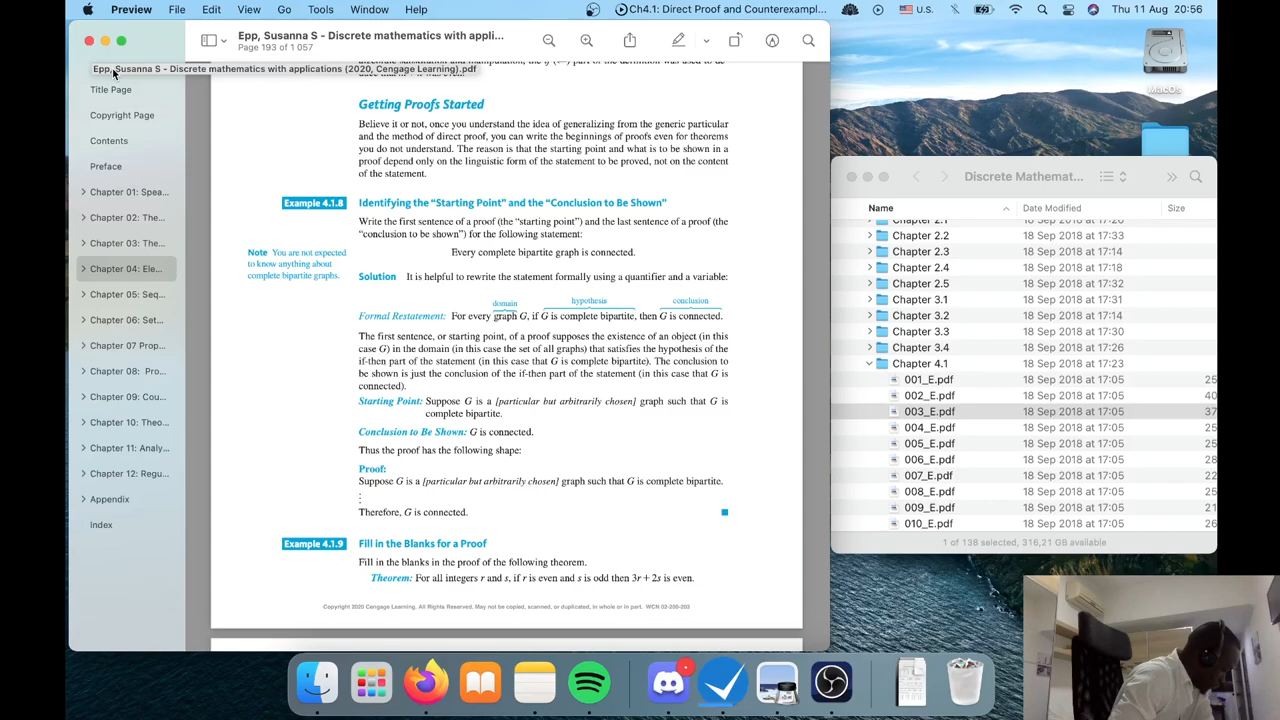 Preview File Edit View Go Tools Window Help Ch4.1: Direct Proof and Counterexampl U.S. Thu 11 Aug 20:56
Epp, Susanna S - Discrete mathematics with appli...
Page 193 of 1 057
Epp, Susanna S - Discrete mathematics with applications (2020, Cengage Learning).pdf
Title Page
Copyright Page
Contents
Preface
Chapter 01: Spea...
Chapter 02: The...
Chapter 03: The...
Chapter 04: Ele...
Chapter 05: Seq...
Chapter 06: Set...
Chapter 07 Prop...
Chapter 08: Pro...
Chapter 09: Cou...
Chapter 10: Theo...
Chapter 11: Analy...
Chapter 12: Regu...
Appendix
Index
Getting Proofs Started
Believe it or not, once you understand the idea of generalizing from the generic particular
and the method of direct proof, you can write the beginnings of proofs even for theorems
you do not understand. The reason is that the starting point and what is to be shown in a
proof depend only on the linguistic form of the statement to be proved, not on the content
of the statement.
Example 4.1.8 Identifying the “Starting Point” and the “Conclusion to Be Shown”
Write the first sentence of a proof (the “starting point”) and the last sentence of a proof (the
“conclusion to be shown”) for the following statement:
Every complete bipartite graph is connected.
Note You are not expected
to know anything about
complete bipartite graphs.
Solution It is helpful to rewrite the statement formally using a quantifier and a variable:
domain hypothesis conclusion
Formal Restatement: For every graph G, if G is complete bipartite, then G is connected.
The first sentence, or starting point, of a proof supposes the existence of an object (in this
case G) in the domain (in this case the set of all graphs) that satisfies the hypothesis of the
if-then part of the statement (in this case that G is complete bipartite). The conclusion to
be shown is just the conclusion of the if-then part of the statement (in this case that G is
connected).
Starting Point: Suppose G is a [particular but arbitrarily chosen] graph such that G is
complete bipartite.
Conclusion to Be Shown: G is connected.
Thus the proof has the following shape:
Proof:
Suppose G is a [particular but arbitrarily chosen] graph such that G is complete bipartite.
⋮
Therefore, G is connected.
Example 4.1.9 Fill in the Blanks for a Proof
Fill in the blanks in the proof of the following theorem.
Theorem: For all integers r and s, if r is even and s is odd then 3r + 2s is even.
Copyright 2020 Cengage Learning. All Rights Reserved. May not be copied, scanned, or duplicated, in whole or in part. WCN 02-200-203
MacOs
Discrete Mathemat...
Name Date Modified Size
Chapter 2.1 18 Sep 2018 at 17:26
Chapter 2.2 18 Sep 2018 at 17:33
Chapter 2.3 18 Sep 2018 at 17:14
Chapter 2.4 18 Sep 2018 at 17:18
Chapter 2.5 18 Sep 2018 at 17:32
Chapter 3.1 18 Sep 2018 at 17:31
Chapter 3.2 18 Sep 2018 at 17:14
Chapter 3.3 18 Sep 2018 at 17:30
Chapter 3.4 18 Sep 2018 at 17:26
Chapter 4.1 18 Sep 2018 at 17:23
001_E.pdf 18 Sep 2018 at 17:05 25
002_E.pdf 18 Sep 2018 at 17:05 40
003_E.pdf 18 Sep 2018 at 17:05 37
004_E.pdf 18 Sep 2018 at 17:05 28
005_E.pdf 18 Sep 2018 at 17:05 23
006_E.pdf 18 Sep 2018 at 17:05 28
007_E.pdf 18 Sep 2018 at 17:05 25
008_E.pdf 18 Sep 2018 at 17:05 24
009_E.pdf 18 Sep 2018 at 17:05 21
010_E.pdf 18 Sep 2018 at 17:05 26
1 of 138 selected, 316,21 GB available